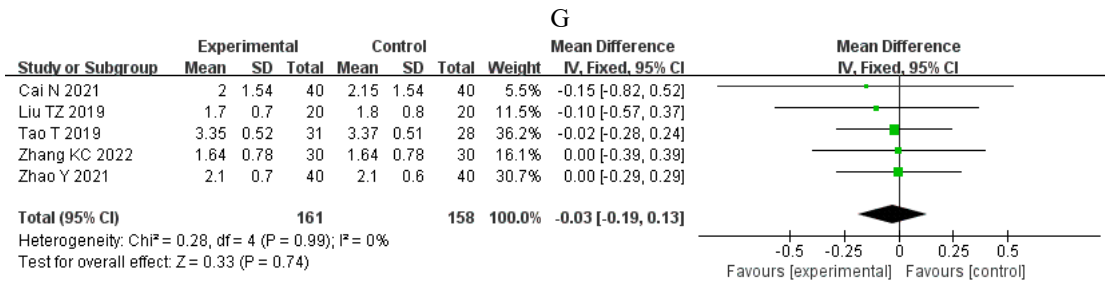 G
Experimental Control Mean Difference Mean Difference
Study or Subgroup Mean SD Total Mean SD Total Weight IV, Fixed, 95% CI IV, Fixed, 95% CI
Cai N 2021 2 1.54 40 2.15 1.54 40 5.5% -0.15 [-0.82, 0.52]
Liu TZ 2019 1.7 0.7 20 1.8 0.8 20 11.5% -0.10 [-0.57, 0.37]
Tao T 2019 3.35 0.52 31 3.37 0.51 28 36.2% -0.02 [-0.28, 0.24]
Zhang KC 2022 1.64 0.78 30 1.64 0.78 30 16.1% 0.00 [-0.39, 0.39]
Zhao Y 2021 2.1 0.7 40 2.1 0.6 40 30.7% 0.00 [-0.29, 0.29]
Total (95% CI) 161 158 100.0% -0.03 [-0.19, 0.13]
Heterogeneity: Chi² = 0.28, df = 4 (P = 0.99); I² = 0%
Test for overall effect: Z = 0.33 (P = 0.74)
-0.5 -0.25 0 0.25 0.5
Favours [experimental] Favours [control]